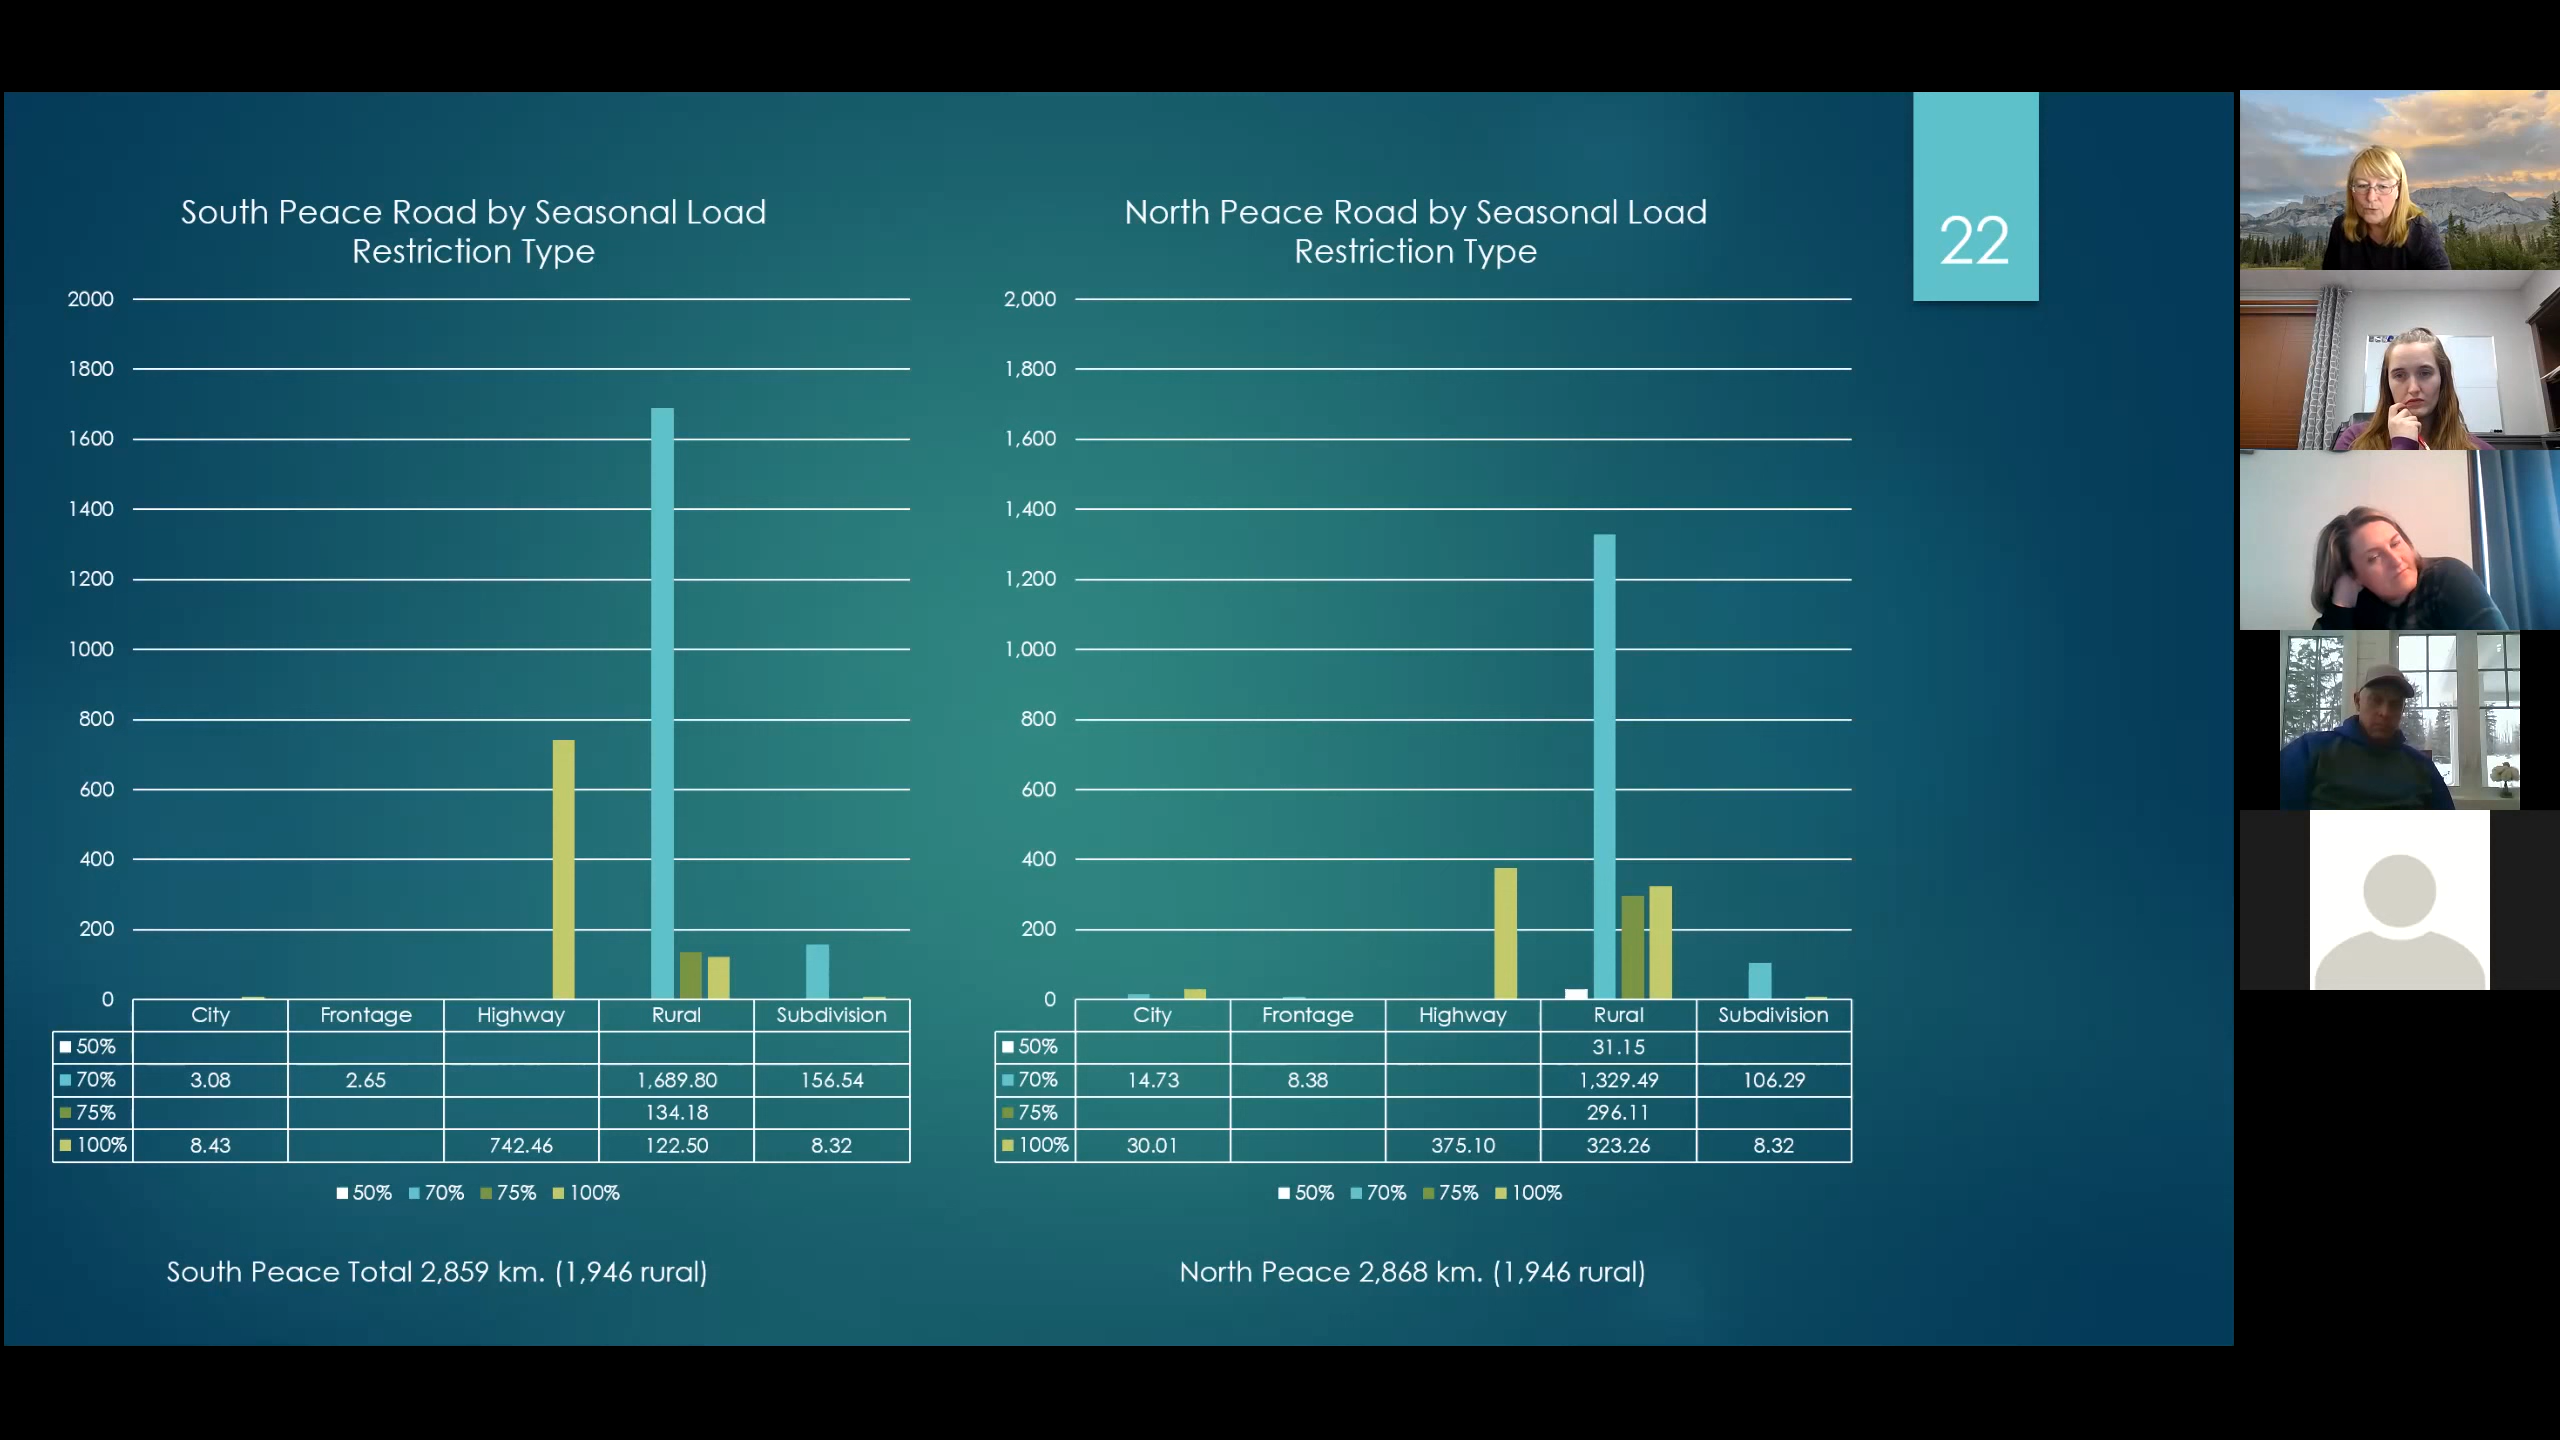 22
South Peace Road by Seasonal Load
Restriction Type
2000
1800
1600
1400
1200
1000
800
600
400
200
0
City Frontage Highway Rural Subdivision
50%
70% 3.08 2.65 1,689.80 156.54
75% 134.18
100% 8.43 742.46 122.50 8.32
50% 70% 75% 100%
South Peace Total 2,859 km. (1,946 rural)
North Peace Road by Seasonal Load
Restriction Type
2,000
1,800
1,600
1,400
1,200
1,000
800
600
400
200
0
City Frontage Highway Rural Subdivision
50% 31.15
70% 14.73 8.38 1,329.49 106.29
75% 296.11
100% 30.01 375.10 323.26 8.32
50% 70% 75% 100%
North Peace 2,868 km. (1,946 rural)